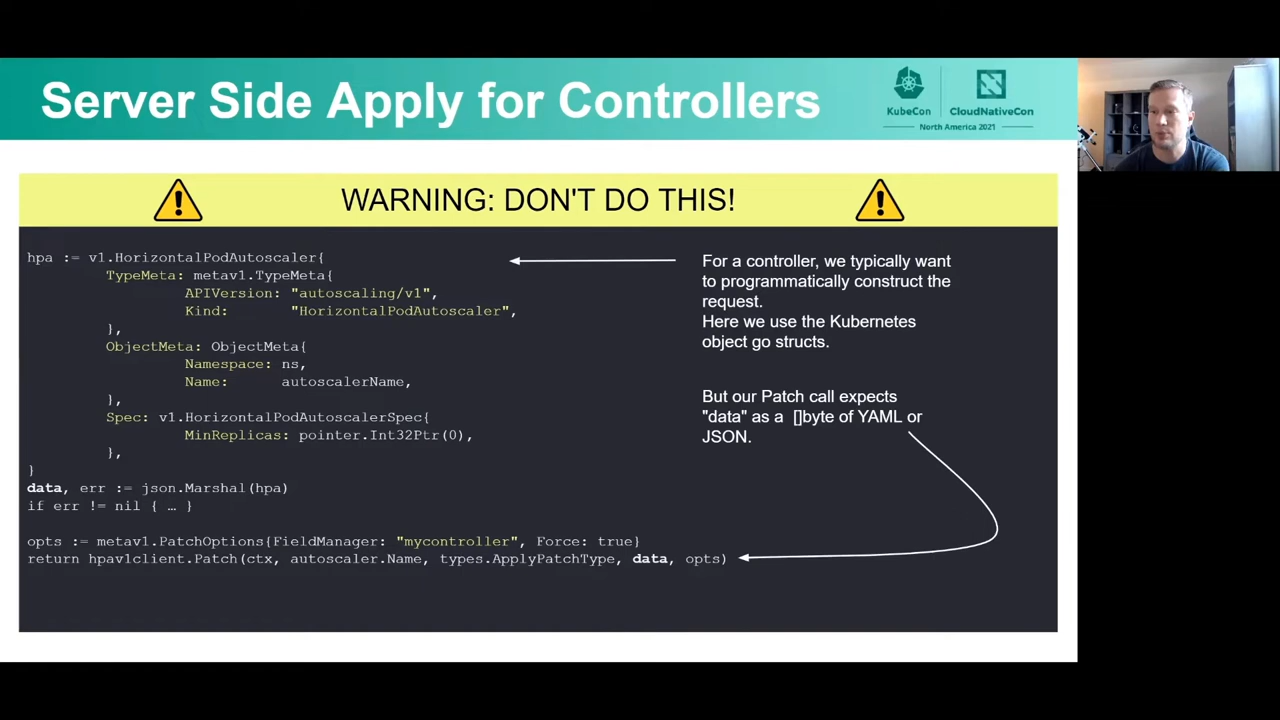 Server Side Apply for Controllers
KubeCon
CloudNativeCon
North America 2021
WARNING: DON'T DO THIS!
hpa := v1.HorizontalPodAutoscaler{
TypeMeta: metav1.TypeMeta{
APIVersion: "autoscaling/v1",
Kind: "HorizontalPodAutoscaler",
},
ObjectMeta: ObjectMeta{
Namespace: ns,
Name: autoscalerName,
},
Spec: v1.HorizontalPodAutoscalerSpec{
MinReplicas: pointer.Int32Ptr(0),
},
}
data, err := json.Marshal(hpa)
if err != nil { … }
opts := metav1.PatchOptions{FieldManager: "mycontroller", Force: true}
return hpav1client.Patch(ctx, autoscaler.Name, types.ApplyPatchType, data, opts)
For a controller, we typically want
to programmatically construct the
request.
Here we use the Kubernetes
object go structs.
But our Patch call expects
"data" as a []byte of YAML or
JSON.